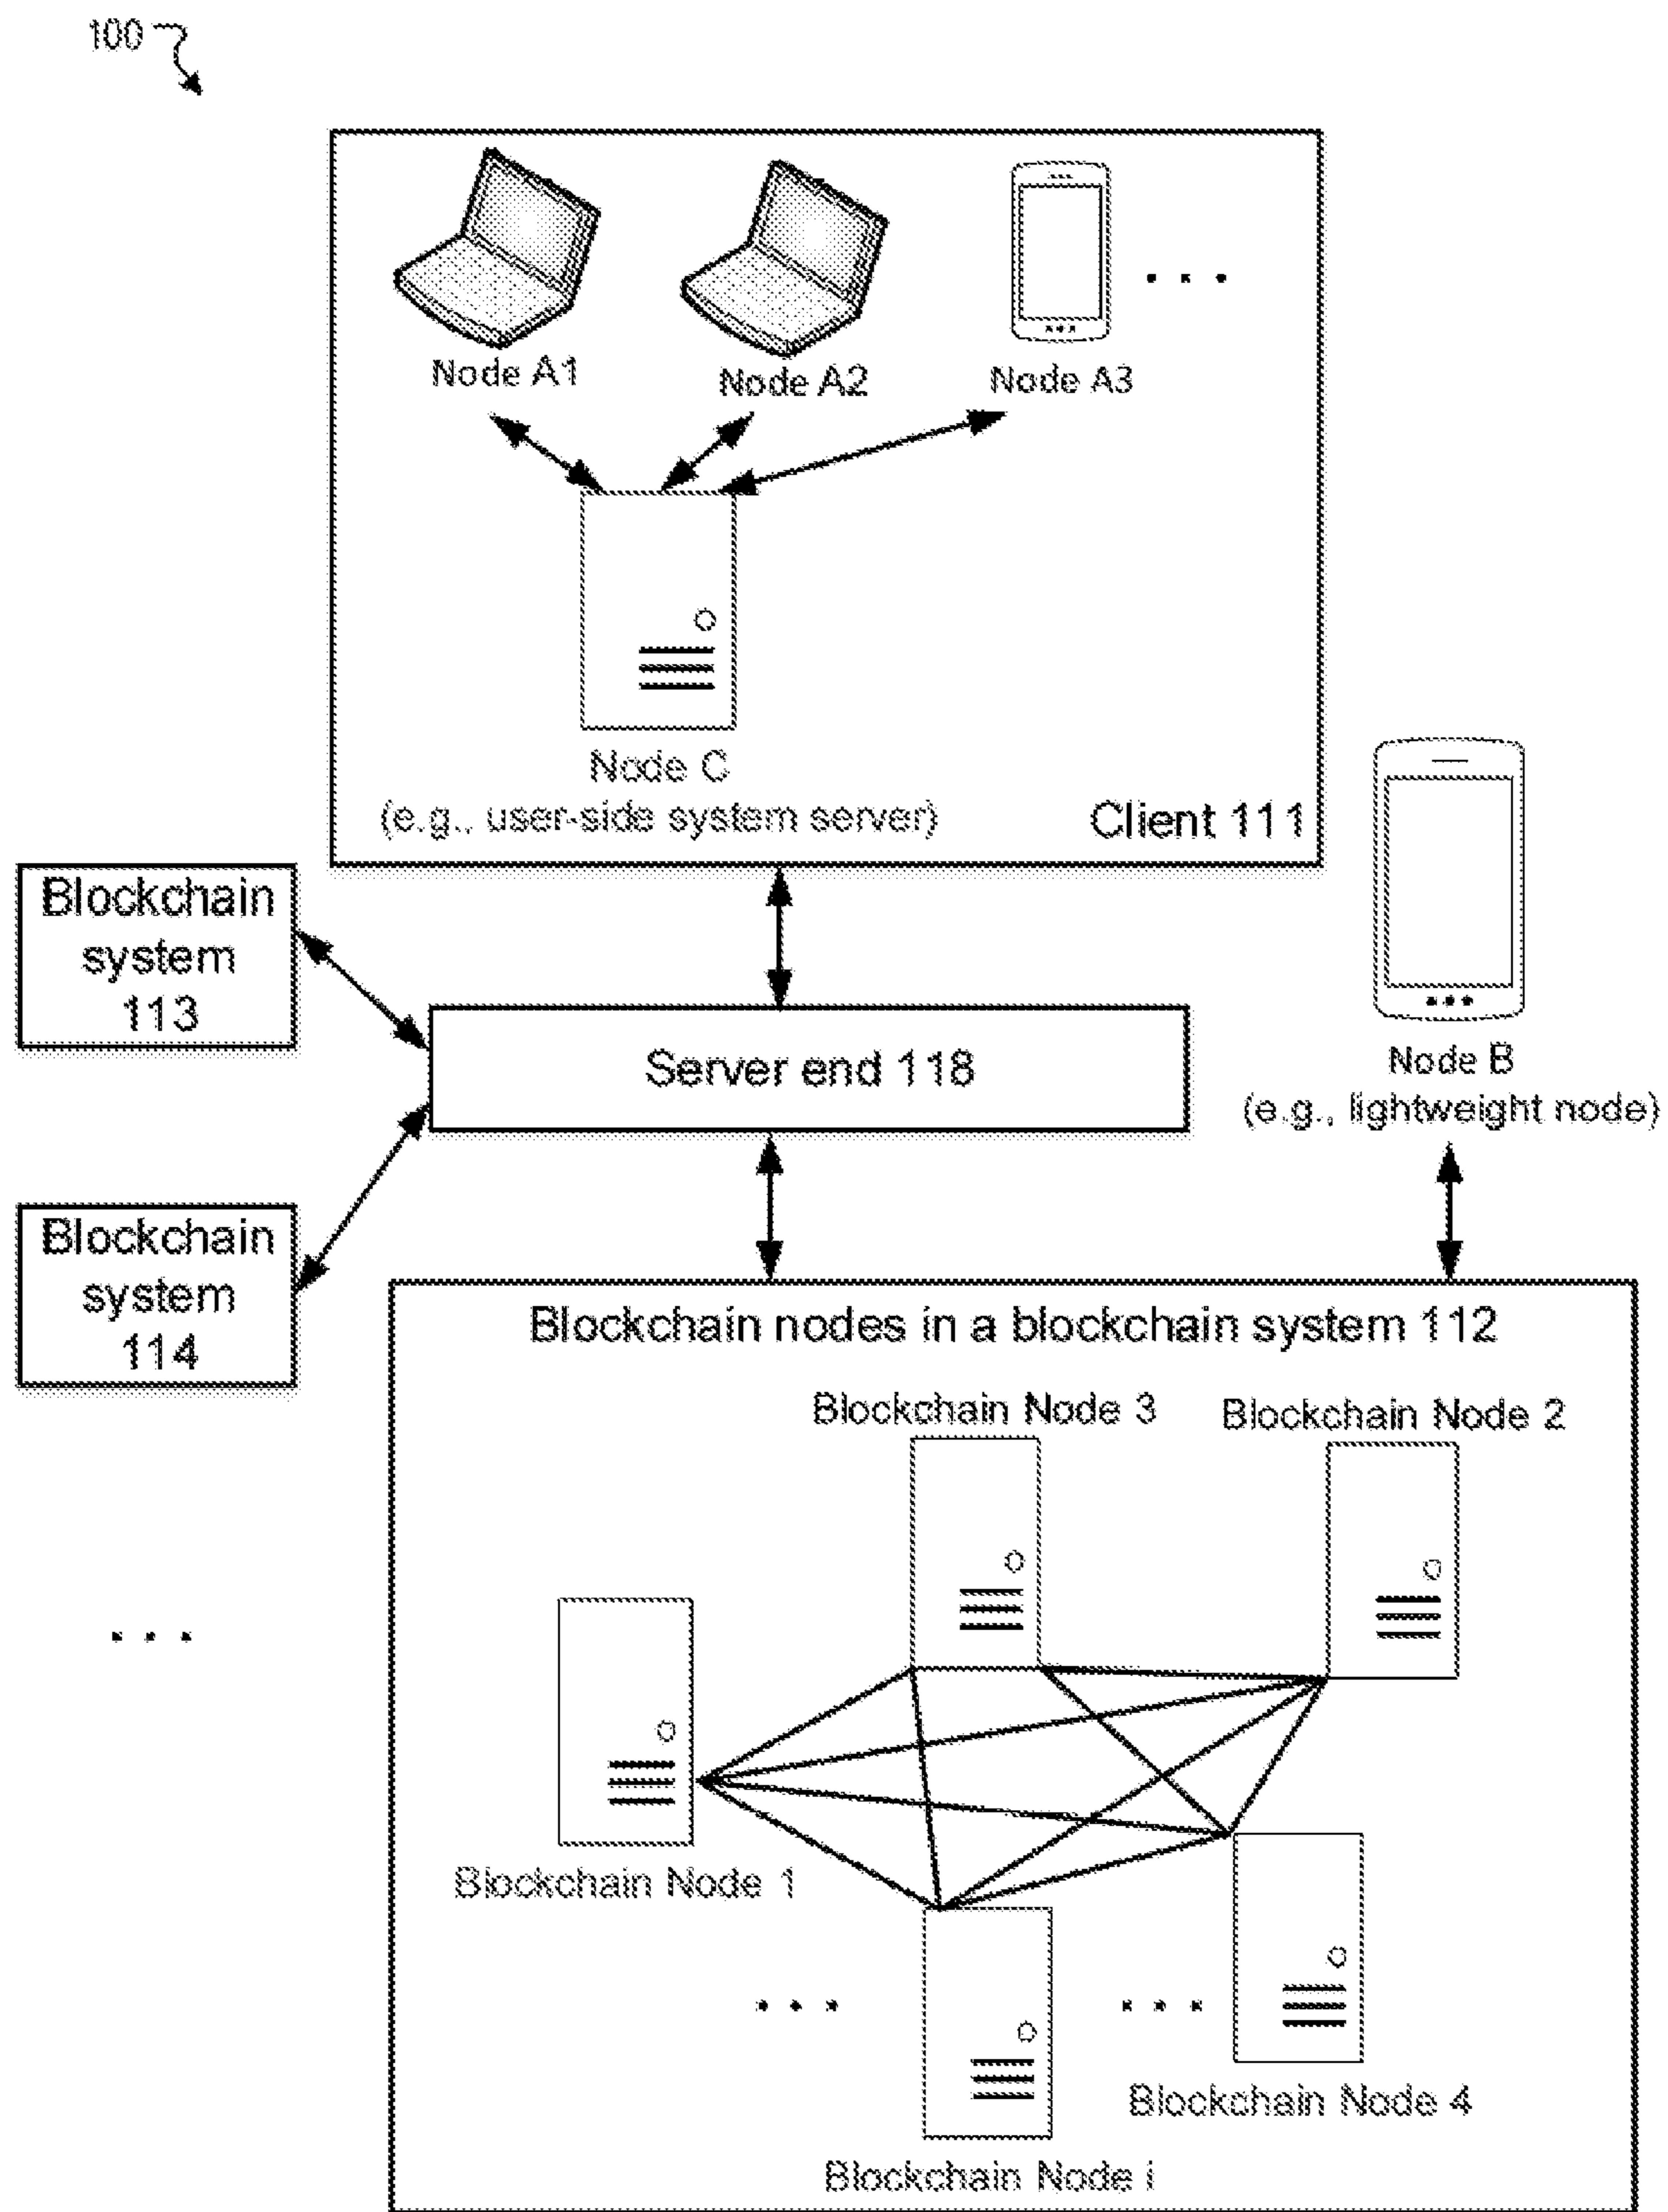 100
Node A1
Node A2
Node A3
. . .
Node C
(e.g., user-side system server)
Client 111
Blockchain
system
113
Server end 118
Node B
(e.g., lightweight node)
Blockchain
system
114
Blockchain nodes in a blockchain system 112
Blockchain Node 3
Blockchain Node 2
. . .
Blockchain Node 1
. . .
. . .
Blockchain Node 4
Blockchain Node i